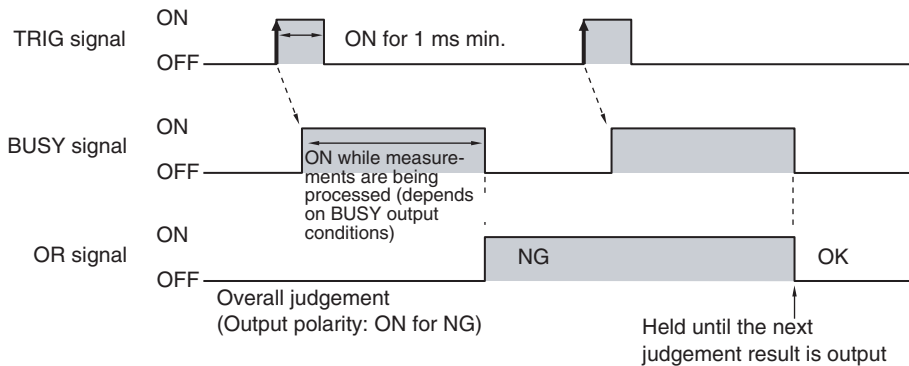 ON
TRIG signal
OFF
ON for 1 ms min.
ON
BUSY signal
OFF
ON while measure-
ments are being
processed (depends
on BUSY output
conditions)
ON
OR signal
OFF
NG
OK
Overall judgement
(Output polarity: ON for NG)
Held until the next
judgement result is output